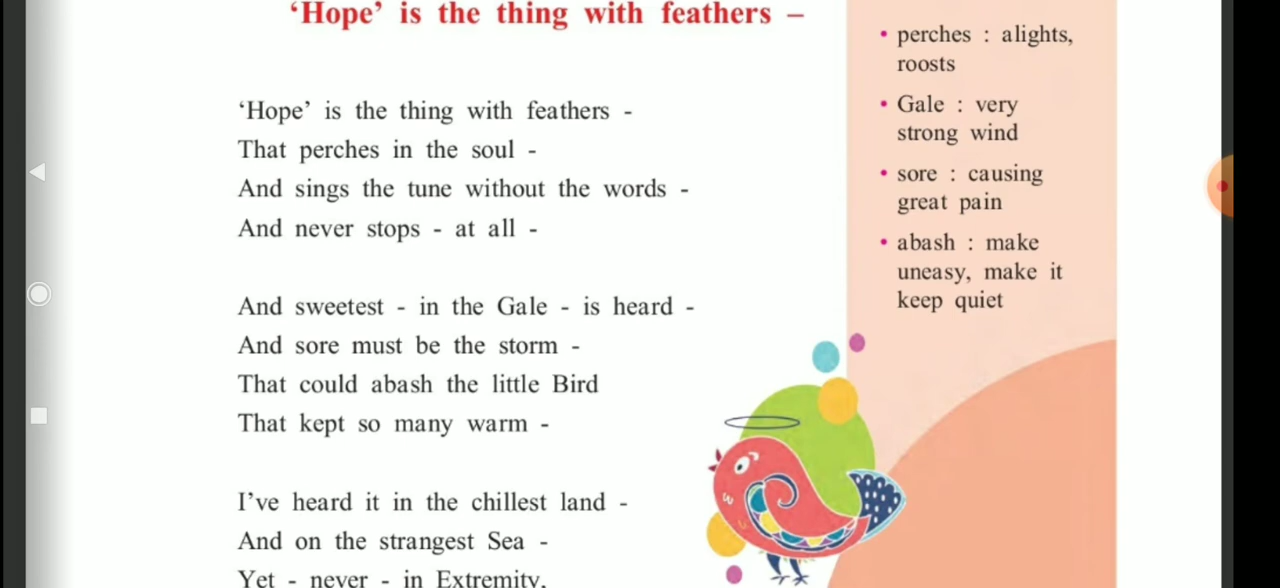 ‘Hope’ is the thing with feathers –
‘Hope’ is the thing with feathers -
That perches in the soul -
And sings the tune without the words -
And never stops - at all -
And sweetest - in the Gale - is heard -
And sore must be the storm -
That could abash the little Bird
That kept so many warm -
I’ve heard it in the chillest land -
And on the strangest Sea -
Yet - never - in Extremity,
• perches : alights,
roosts
• Gale : very
strong wind
• sore : causing
great pain
• abash : make
uneasy, make it
keep quiet